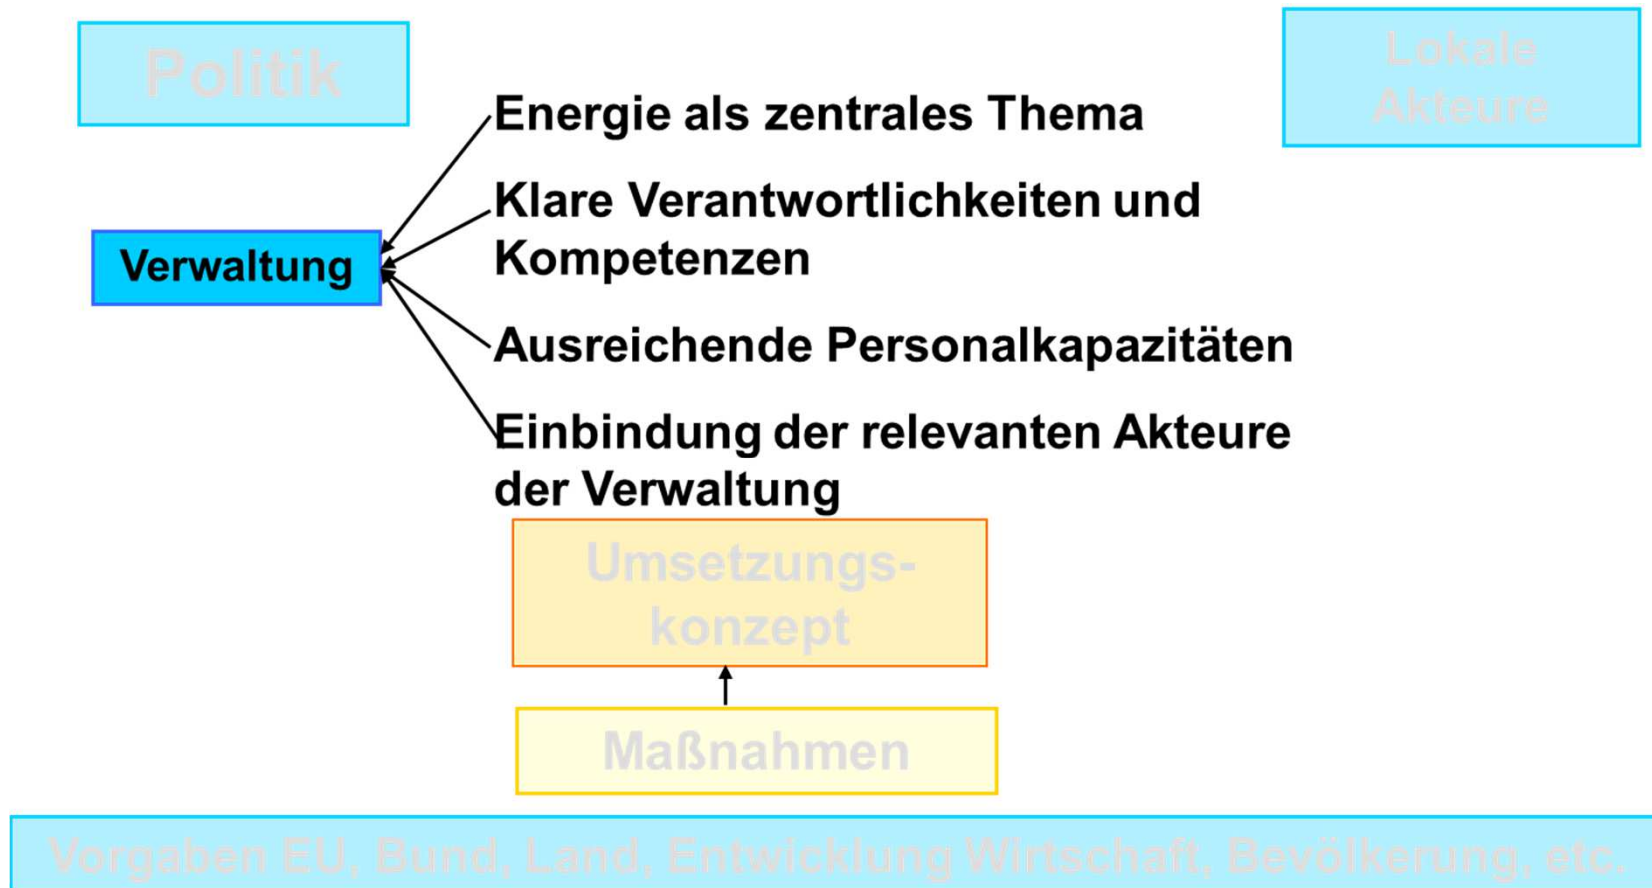 Politik
Lokale
Akteure
Energie als zentrales Thema
Klare Verantwortlichkeiten und
Kompetenzen
Verwaltung
Ausreichende Personalkapazitäten
Einbindung der relevanten Akteure
der Verwaltung
Umsetzungs-
konzept
Maßnahmen
Vorgaben EU, Bund, Land, Entwicklung Wirtschaft, Bevölkerung, etc.